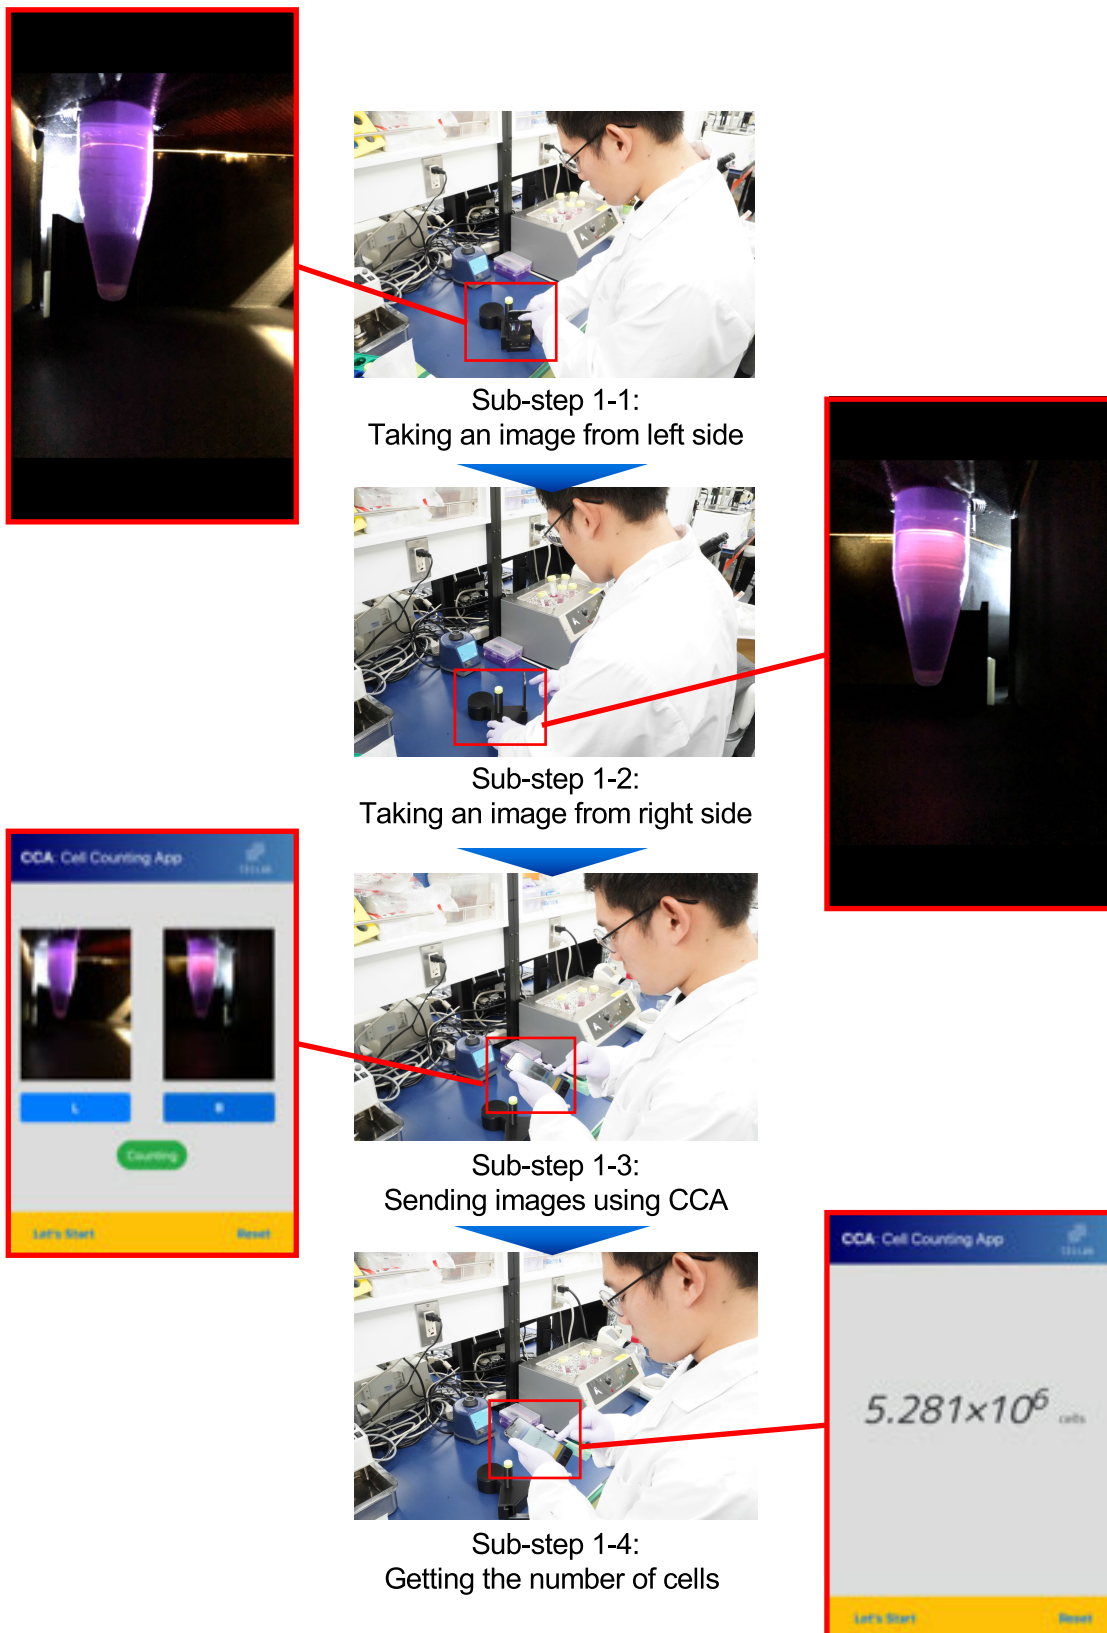 Sub-step 1-1:
Taking an image from left side
Sub-step 1-2:
Taking an image from right side
CCA: Cell Counting App
L
R
Counting
Let's Start
Reset
Sub-step 1-3:
Sending images using CCA
CCA: Cell Counting App
5.281×10⁶ cells
Let's Start
Reset
Sub-step 1-4:
Getting the number of cells